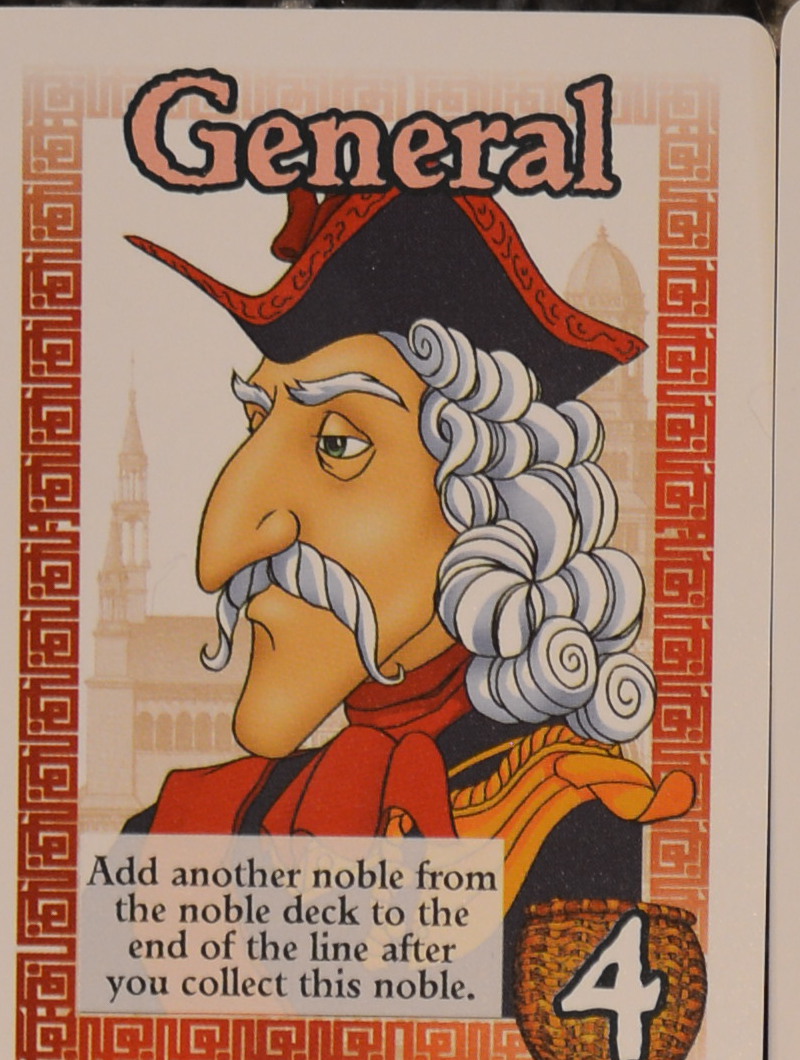 General
Add another noble from
the noble deck to the
end of the line after
you collect this noble.
4